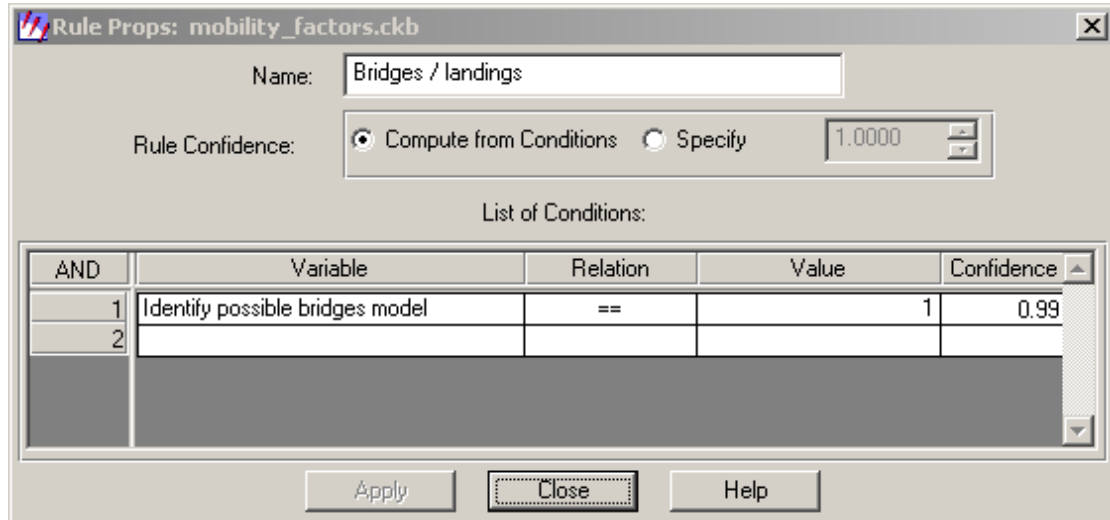 Rule Props: mobility_factors.ckb
Name: Bridges / landings
Rule Confidence: Compute from Conditions Specify 1.0000
List of Conditions:
AND Variable Relation Value Confidence
1 Identify possible bridges model == 1 0.99
2
Apply Close Help